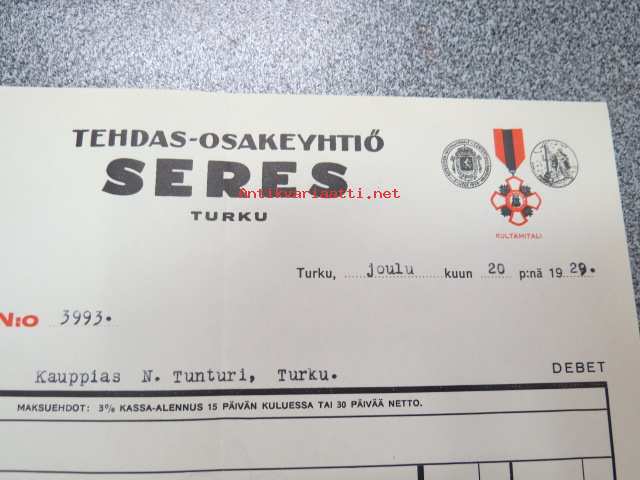 TEHDAS-OSAKEYHTIÖ
SERES
Antikvariaatti.net
TURKU
KULTAMITALI
Turku, joulu kuun 20 p:nä 1929.
N:o 3993.
Kauppias N. Tunturi, Turku.
DEBET
MAKSUEHDOT: 3% KASSA-ALENNUS 15 PÄIVÄN KULUESSA TAI 30 PÄIVÄÄ NETTO.